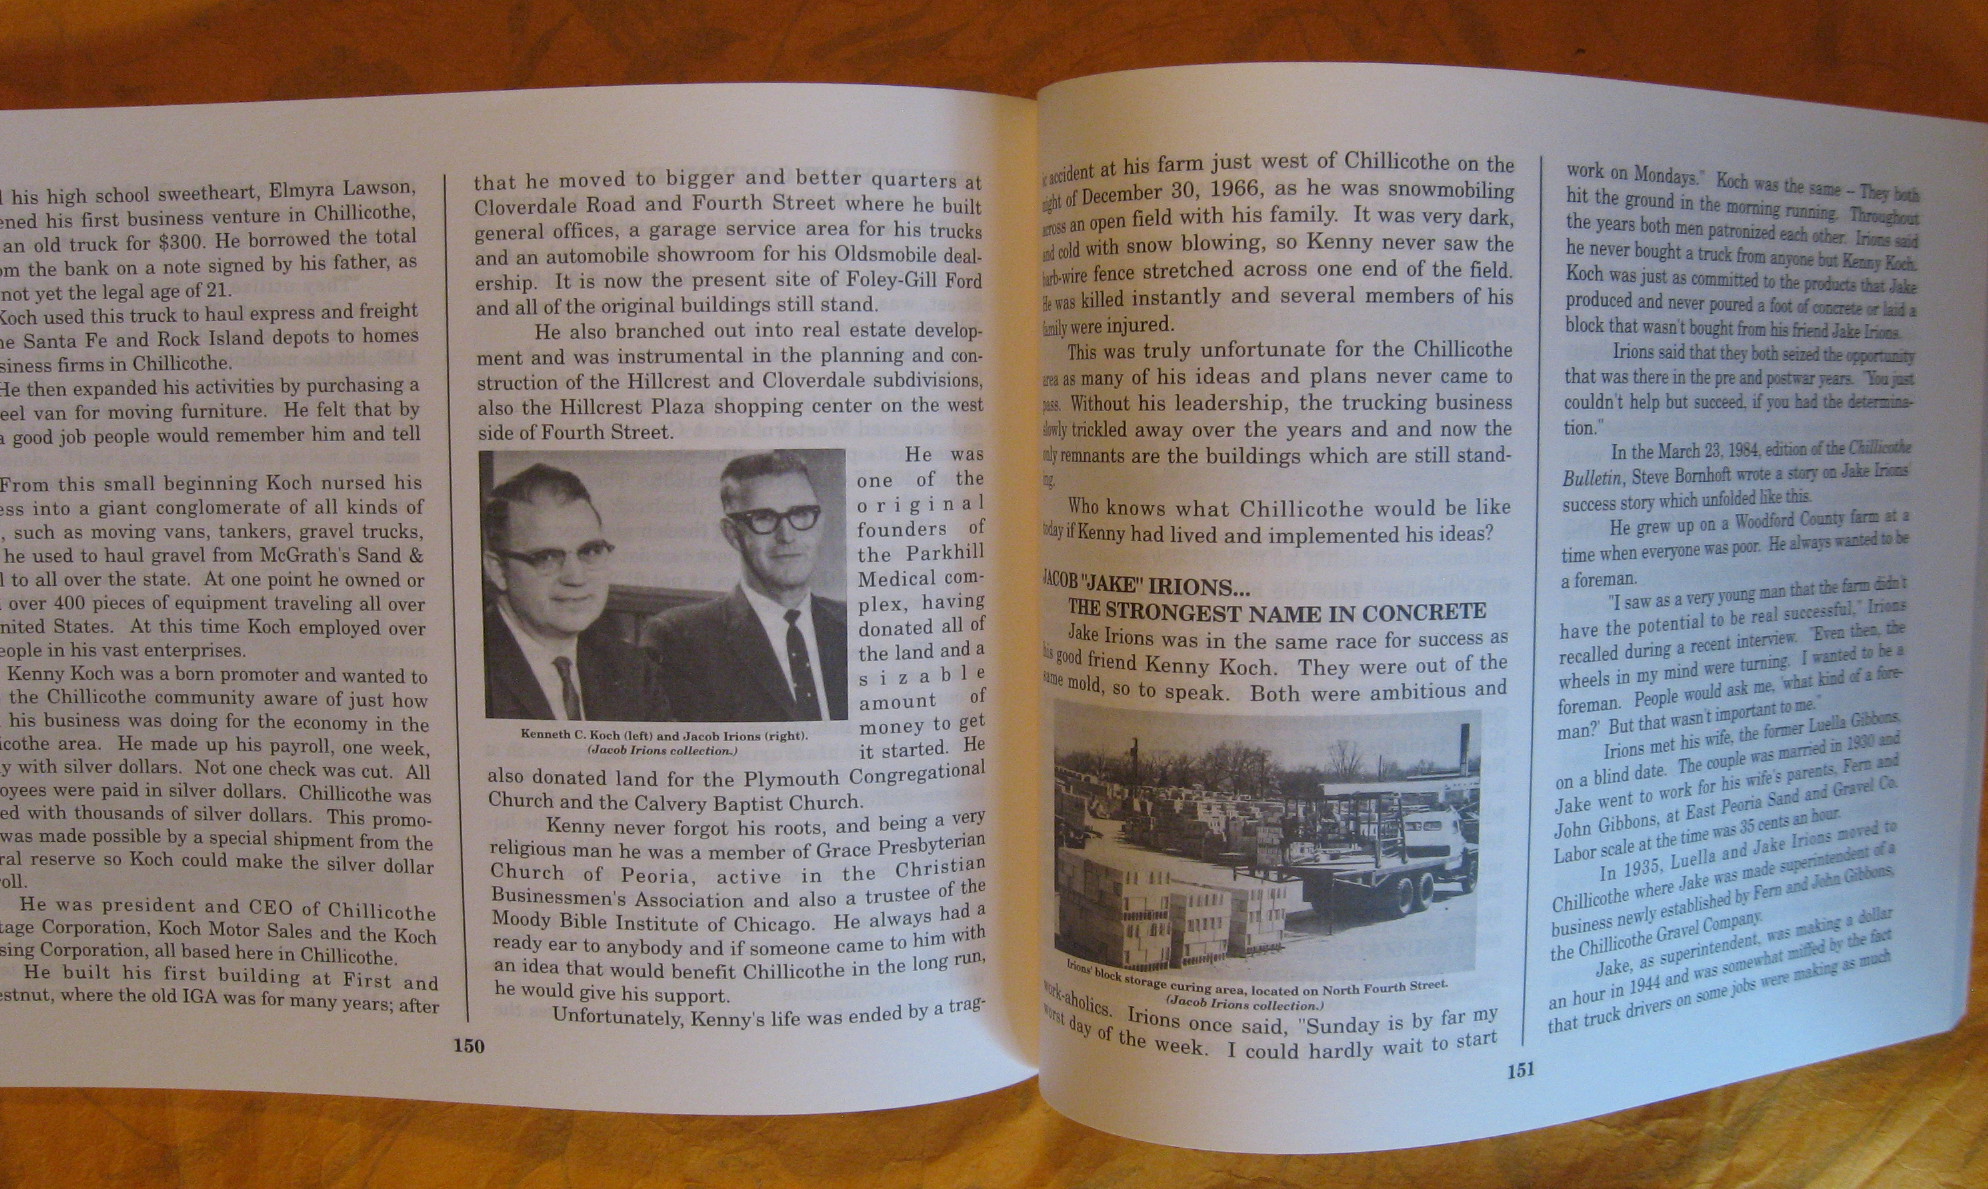 his high school sweetheart, Elmyra Lawson,
ened his first business venture in Chillicothe,
an old truck for $300. He borrowed the total
om the bank on a note signed by his father, as
not yet the legal age of 21.
Koch used this truck to haul express and freight
he Santa Fe and Rock Island depots to homes
siness firms in Chillicothe.
He then expanded his activities by purchasing a
eel van for moving furniture. He felt that by
a good job people would remember him and tell
From this small beginning Koch nursed his
ess into a giant conglomerate of all kinds of
, such as moving vans, tankers, gravel trucks,
he used to haul gravel from McGrath's Sand &
l to all over the state. At one point he owned or
over 400 pieces of equipment traveling all over
nited States. At this time Koch employed over
eople in his vast enterprises.
Kenny Koch was a born promoter and wanted to
the Chillicothe community aware of just how
his business was doing for the economy in the
icothe area. He made up his payroll, one week,
y with silver dollars. Not one check was cut. All
oyees were paid in silver dollars. Chillicothe was
ed with thousands of silver dollars. This promo-
was made possible by a special shipment from the
ral reserve so Koch could make the silver dollar
oll.
He was president and CEO of Chillicothe
tage Corporation, Koch Motor Sales and the Koch
sing Corporation, all based here in Chillicothe.
He built his first building at First and
estnut, where the old IGA was for many years; after
that he moved to bigger and better quarters at
Cloverdale Road and Fourth Street where he built
general offices, a garage service area for his trucks
and an automobile showroom for his Oldsmobile deal-
ership. It is now the present site of Foley-Gill Ford
and all of the original buildings still stand.
He also branched out into real estate develop-
ment and was instrumental in the planning and con-
struction of the Hillcrest and Cloverdale subdivisions,
also the Hillcrest Plaza shopping center on the west
side of Fourth Street.
He was
one of the
original
founders of
the Parkhill
Medical com-
plex, having
donated all of
the land and a
sizable
amount of
money to get
it started. He
Kenneth C. Koch (left) and Jacob Irions (right).
(Jacob Irions collection.)
also donated land for the Plymouth Congregational
Church and the Calvery Baptist Church.
Kenny never forgot his roots, and being a very
religious man he was a member of Grace Presbyterian
Church of Peoria, active in the Christian
Businessmen's Association and also a trustee of the
Moody Bible Institute of Chicago. He always had a
ready ear to anybody and if someone came to him with
an idea that would benefit Chillicothe in the long run,
he would give his support.
Unfortunately, Kenny's life was ended by a trag-
150
ic accident at his farm just west of Chillicothe on the
night of December 30, 1966, as he was snowmobiling
across an open field with his family. It was very dark,
and cold with snow blowing, so Kenny never saw the
barb-wire fence stretched across one end of the field.
He was killed instantly and several members of his
family were injured.
This was truly unfortunate for the Chillicothe
area as many of his ideas and plans never came to
pass. Without his leadership, the trucking business
slowly trickled away over the years and and now the
only remnants are the buildings which are still stand-
ing.
Who knows what Chillicothe would be like
today if Kenny had lived and implemented his ideas?
JACOB "JAKE" IRIONS...
THE STRONGEST NAME IN CONCRETE
Jake Irions was in the same race for success as
his good friend Kenny Koch. They were out of the
same mold, so to speak. Both were ambitious and
Irions' block storage curing area, located on North Fourth Street.
(Jacob Irions collection.)
work-aholics. Irions once said, "Sunday is by far my
worst day of the week. I could hardly wait to start
work on Mondays." Koch was the same – They both
hit the ground in the morning running. Throughout
the years both men patronized each other. Irions said
he never bought a truck from anyone but Kenny Koch.
Koch was just as committed to the products that Jake
produced and never poured a foot of concrete or laid a
block that wasn't bought from his friend Jake Irions.
Irions said that they both seized the opportunity
that was there in the pre and postwar years. "You just
couldn't help but succeed, if you had the determina-
tion."
In the March 23, 1984, edition of the Chillicothe
Bulletin, Steve Bornhoft wrote a story on Jake Irions'
success story which unfolded like this.
He grew up on a Woodford County farm at a
time when everyone was poor. He always wanted to be
a foreman.
"I saw as a very young man that the farm didn't
have the potential to be real successful," Irions
recalled during a recent interview. "Even then, the
wheels in my mind were turning. I wanted to be a
foreman. People would ask me, 'what kind of a fore-
man?' But that wasn't important to me."
Irions met his wife, the former Luella Gibbons,
on a blind date. The couple was married in 1930 and
Jake went to work for his wife's parents, Fern and
John Gibbons, at East Peoria Sand and Gravel Co.
Labor scale at the time was 35 cents an hour.
In 1935, Luella and Jake Irions moved to
Chillicothe where Jake was made superintendent of a
business newly established by Fern and John Gibbons,
the Chillicothe Gravel Company.
Jake, as superintendent, was making a dollar
an hour in 1944 and was somewhat miffed by the fact
that truck drivers on some jobs were making as much
151